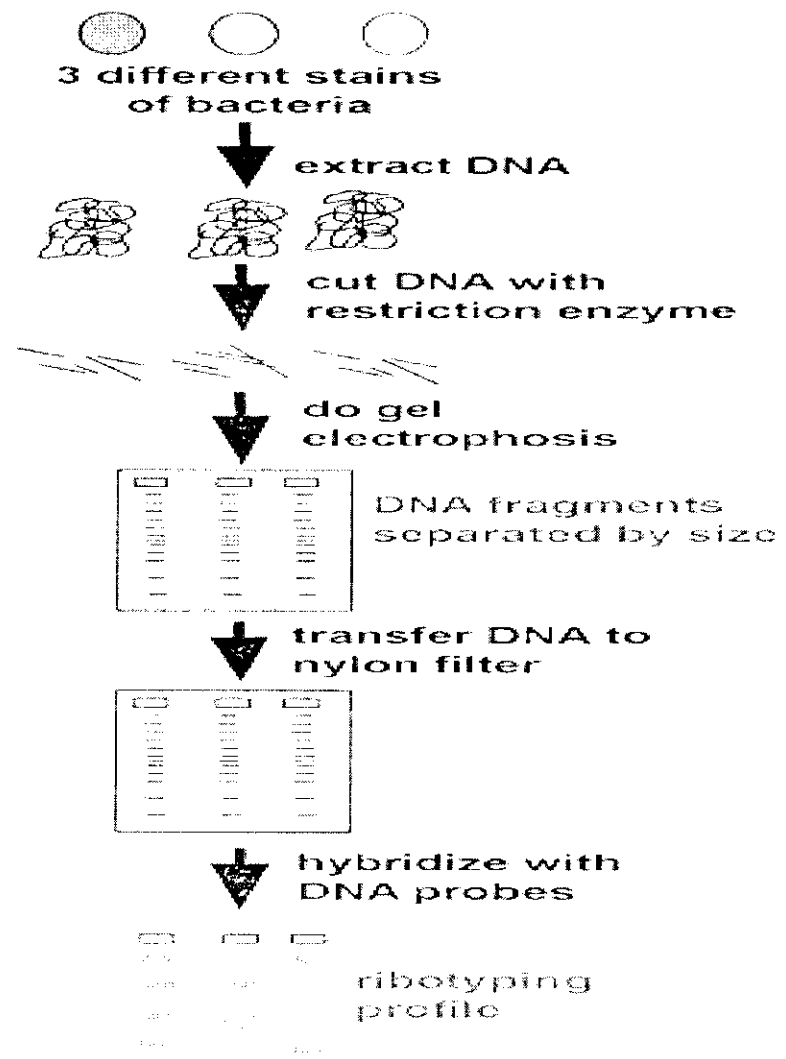 3 different stains
of bacteria
extract DNA
cut DNA with
restriction enzyme
do gel
electrophosis
DNA fragments
separated by size
transfer DNA to
nylon filter
hybridize with
DNA probes
ribotyping
profile